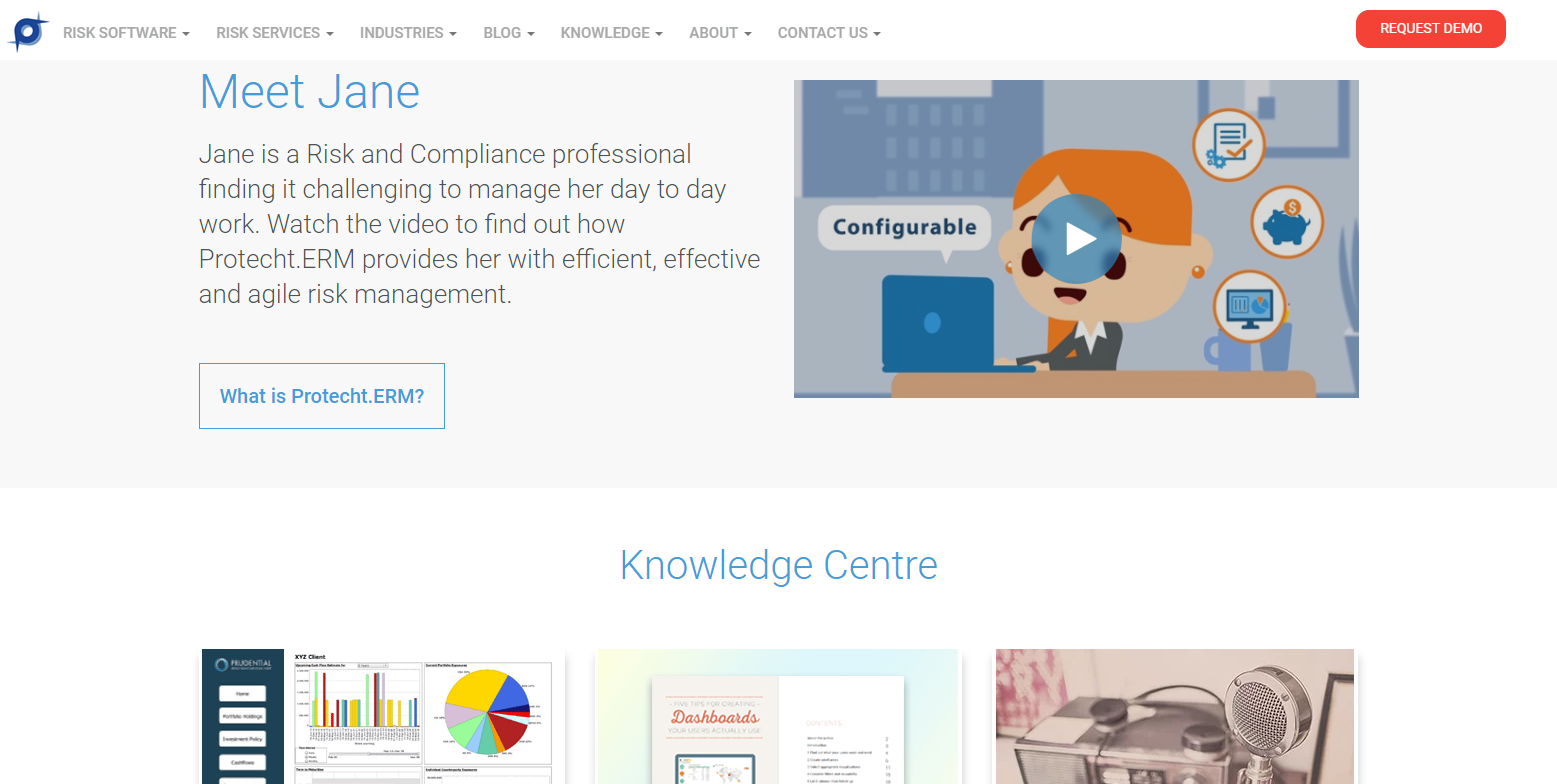 RISK SOFTWARE
RISK SERVICES
INDUSTRIES
BLOG
KNOWLEDGE
ABOUT
CONTACT US
REQUEST DEMO
Meet Jane
Jane is a Risk and Compliance professional
finding it challenging to manage her day to day
work. Watch the video to find out how
Protecht.ERM provides her with efficient, effective
and agile risk management.
What is Protecht.ERM?
Configurable
Knowledge Centre
PRUDENTIAL
Home
Portfolio Holdings
Investment Policy
Cashflows
XYZ Client
FIVE TIPS FOR CREATING
Dashboards
YOUR USERS ACTUALLY USE
CONTENTS